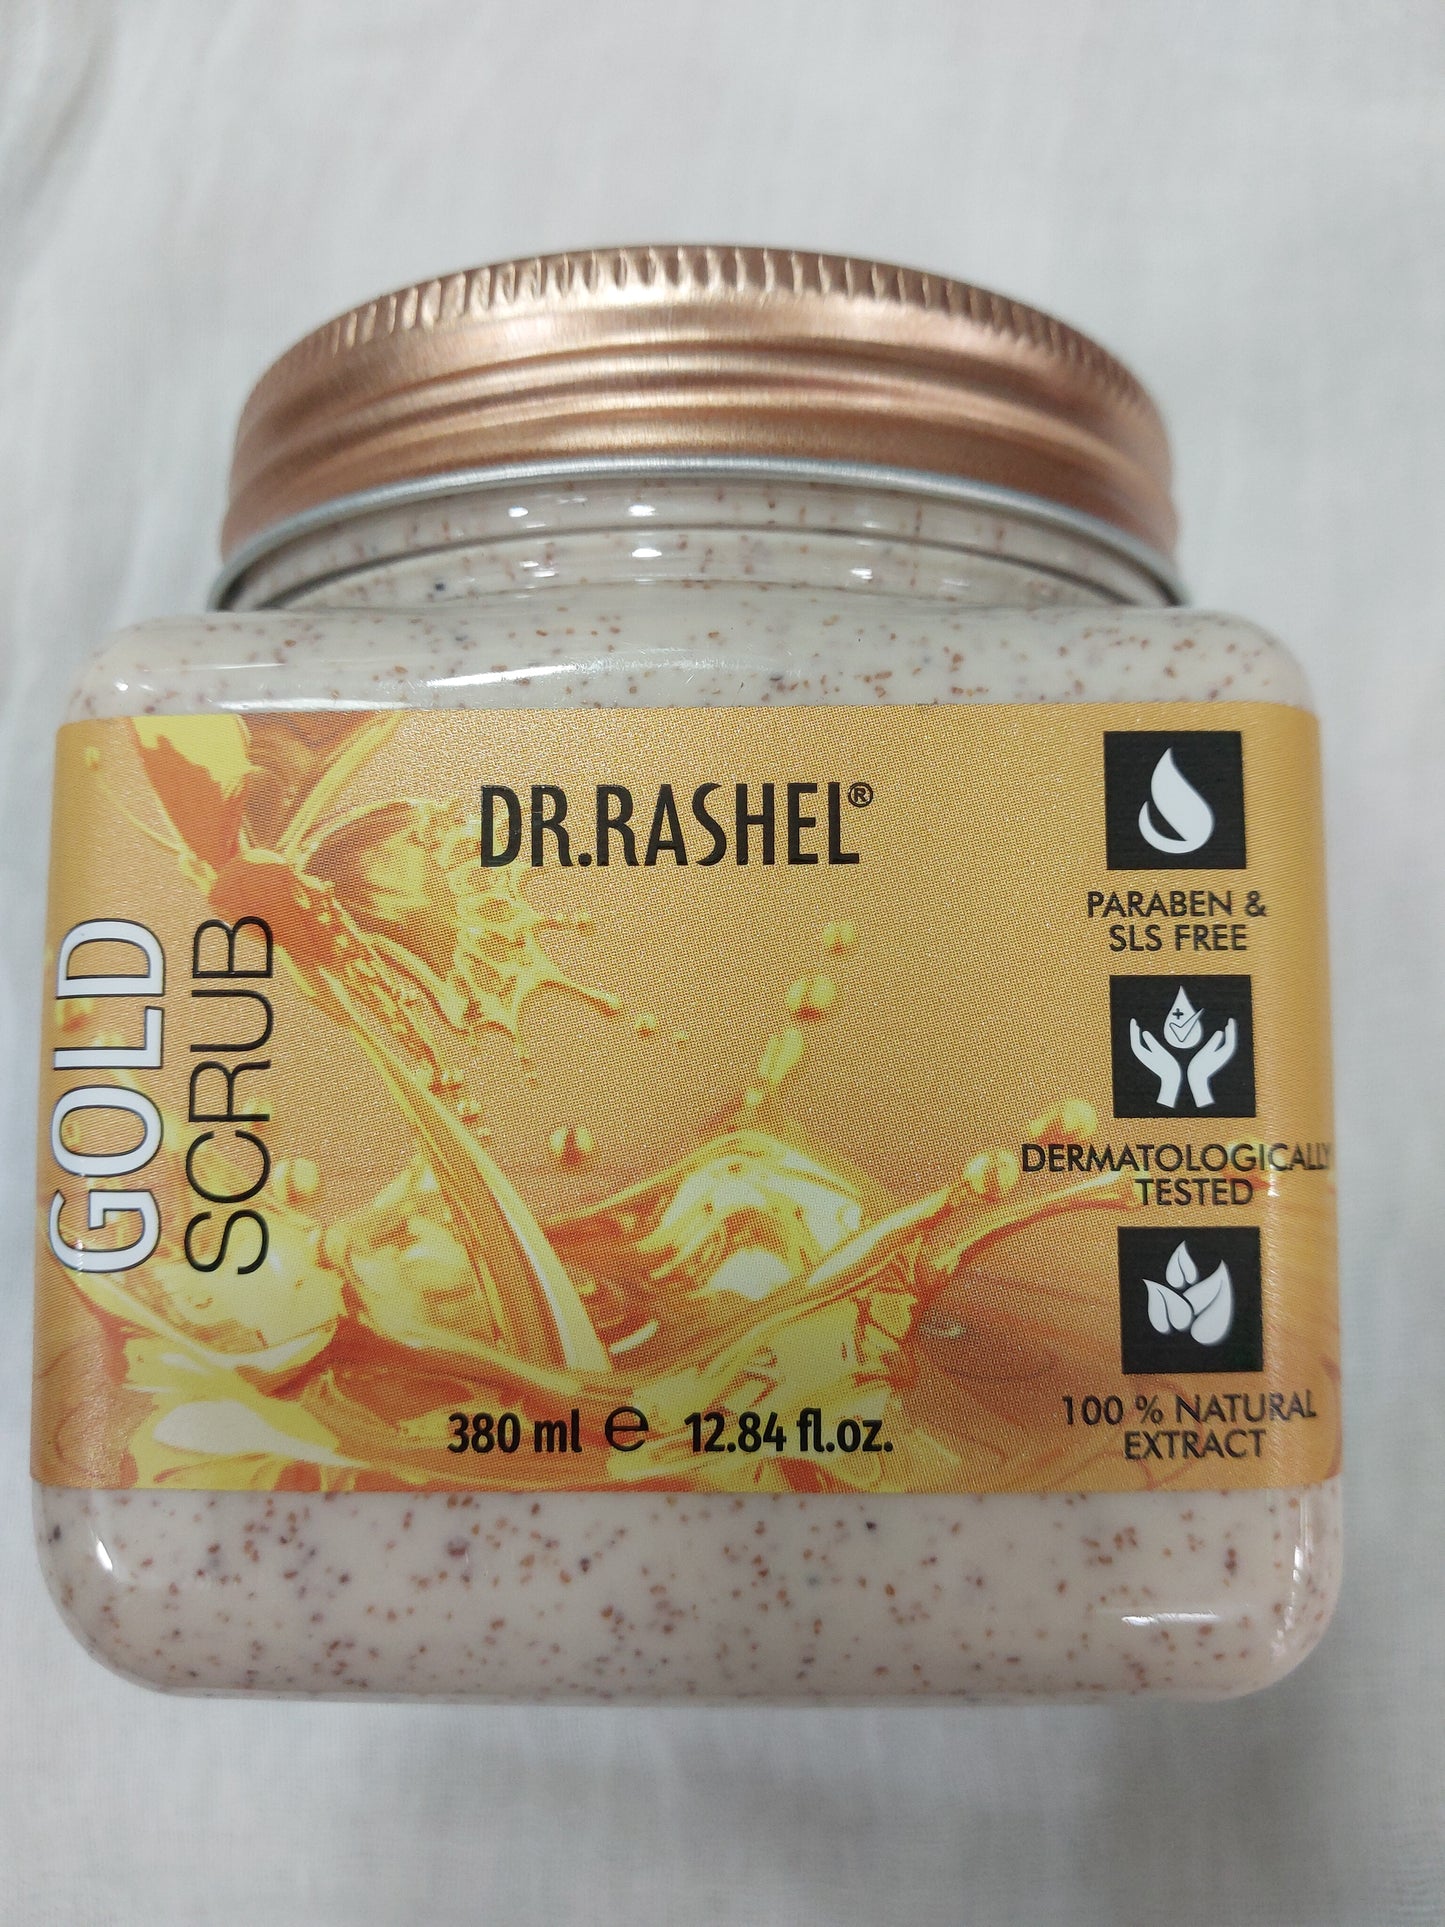 DR.RASHEL®
GOLD
SCRUB
PARABEN &
SLS FREE
DERMATOLOGICALLY
TESTED
100 % NATURAL
EXTRACT
380 ml ℮ 12.84 fl.oz.